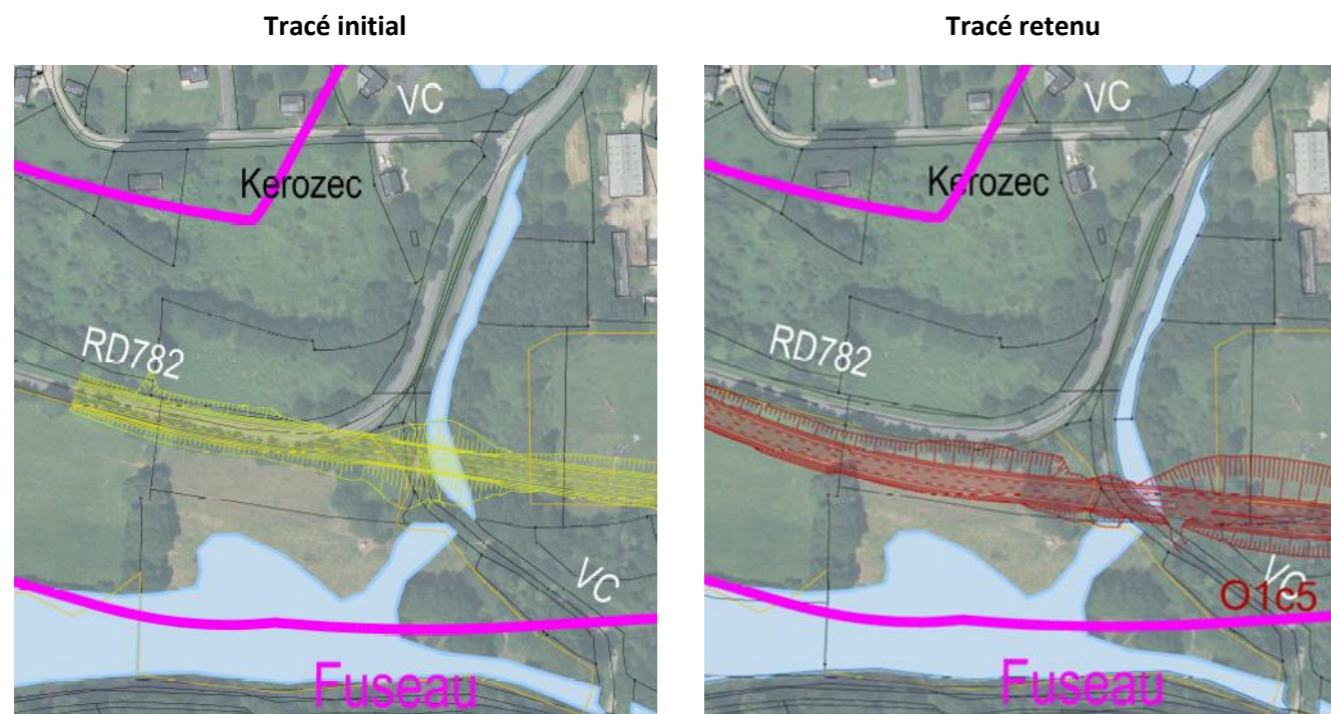 Tracé initial
Tracé retenu
VC
Kerozec
RD782
VC
Fuseau
VC
Kerozec
RD782
VC
O1c5
Fuseau